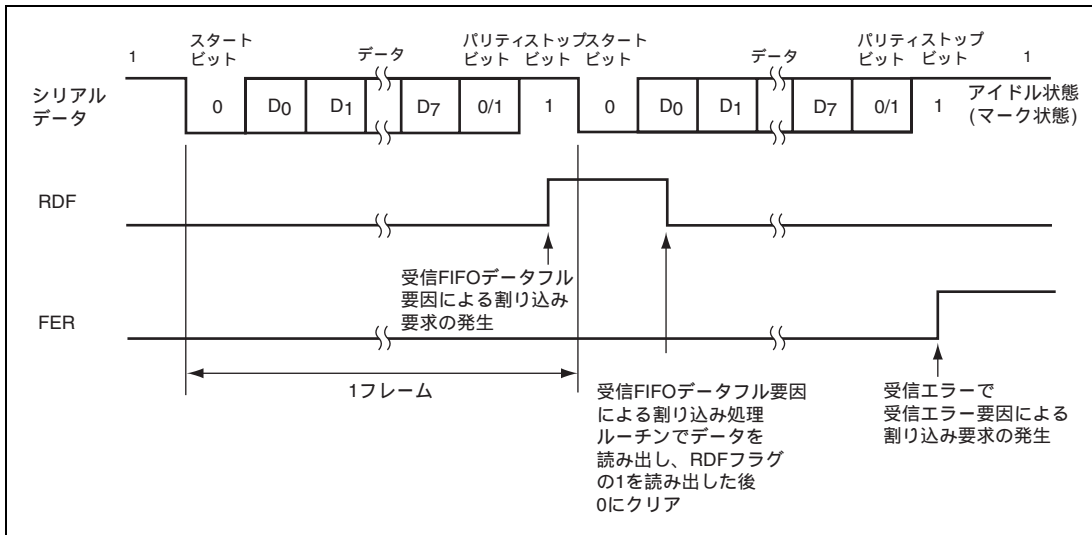 1 スタート データ パリティ ストップ スタート データ パリティ ストップ 1
ビット ビット ビット ビット ビット ビット
シリアル 0 D0 D1 D7 0/1 1 0 D0 D1 D7 0/1 1 アイドル状態
データ (マーク状態)
RDF
受信FIFOデータフル
要因による割り込み
要求の発生
FER
1フレーム
受信FIFOデータフル要因
による割り込み処理
ルーチンでデータを
読み出し、RDFフラグ
の1を読み出した後
0にクリア
受信エラーで
受信エラー要因による
割り込み要求の発生